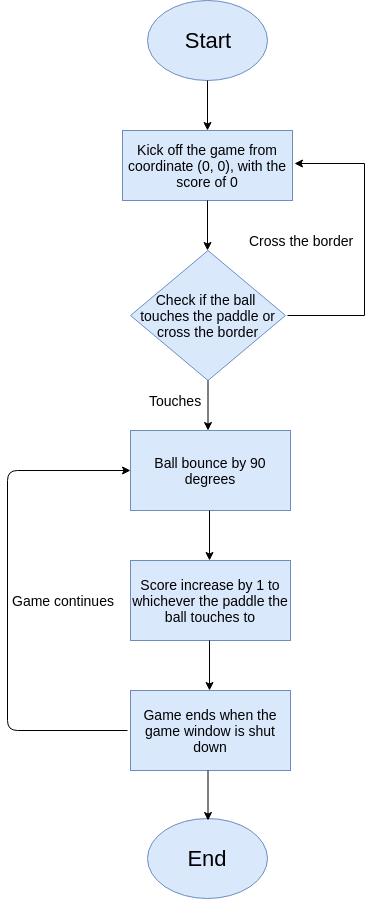 Start
Kick off the game from
coordinate (0, 0), with the
score of 0
Cross the border
Check if the ball
touches the paddle or
cross the border
Touches
Ball bounce by 90
degrees
Score increase by 1 to
whichever the paddle the
ball touches to
Game continues
Game ends when the
game window is shut
down
End